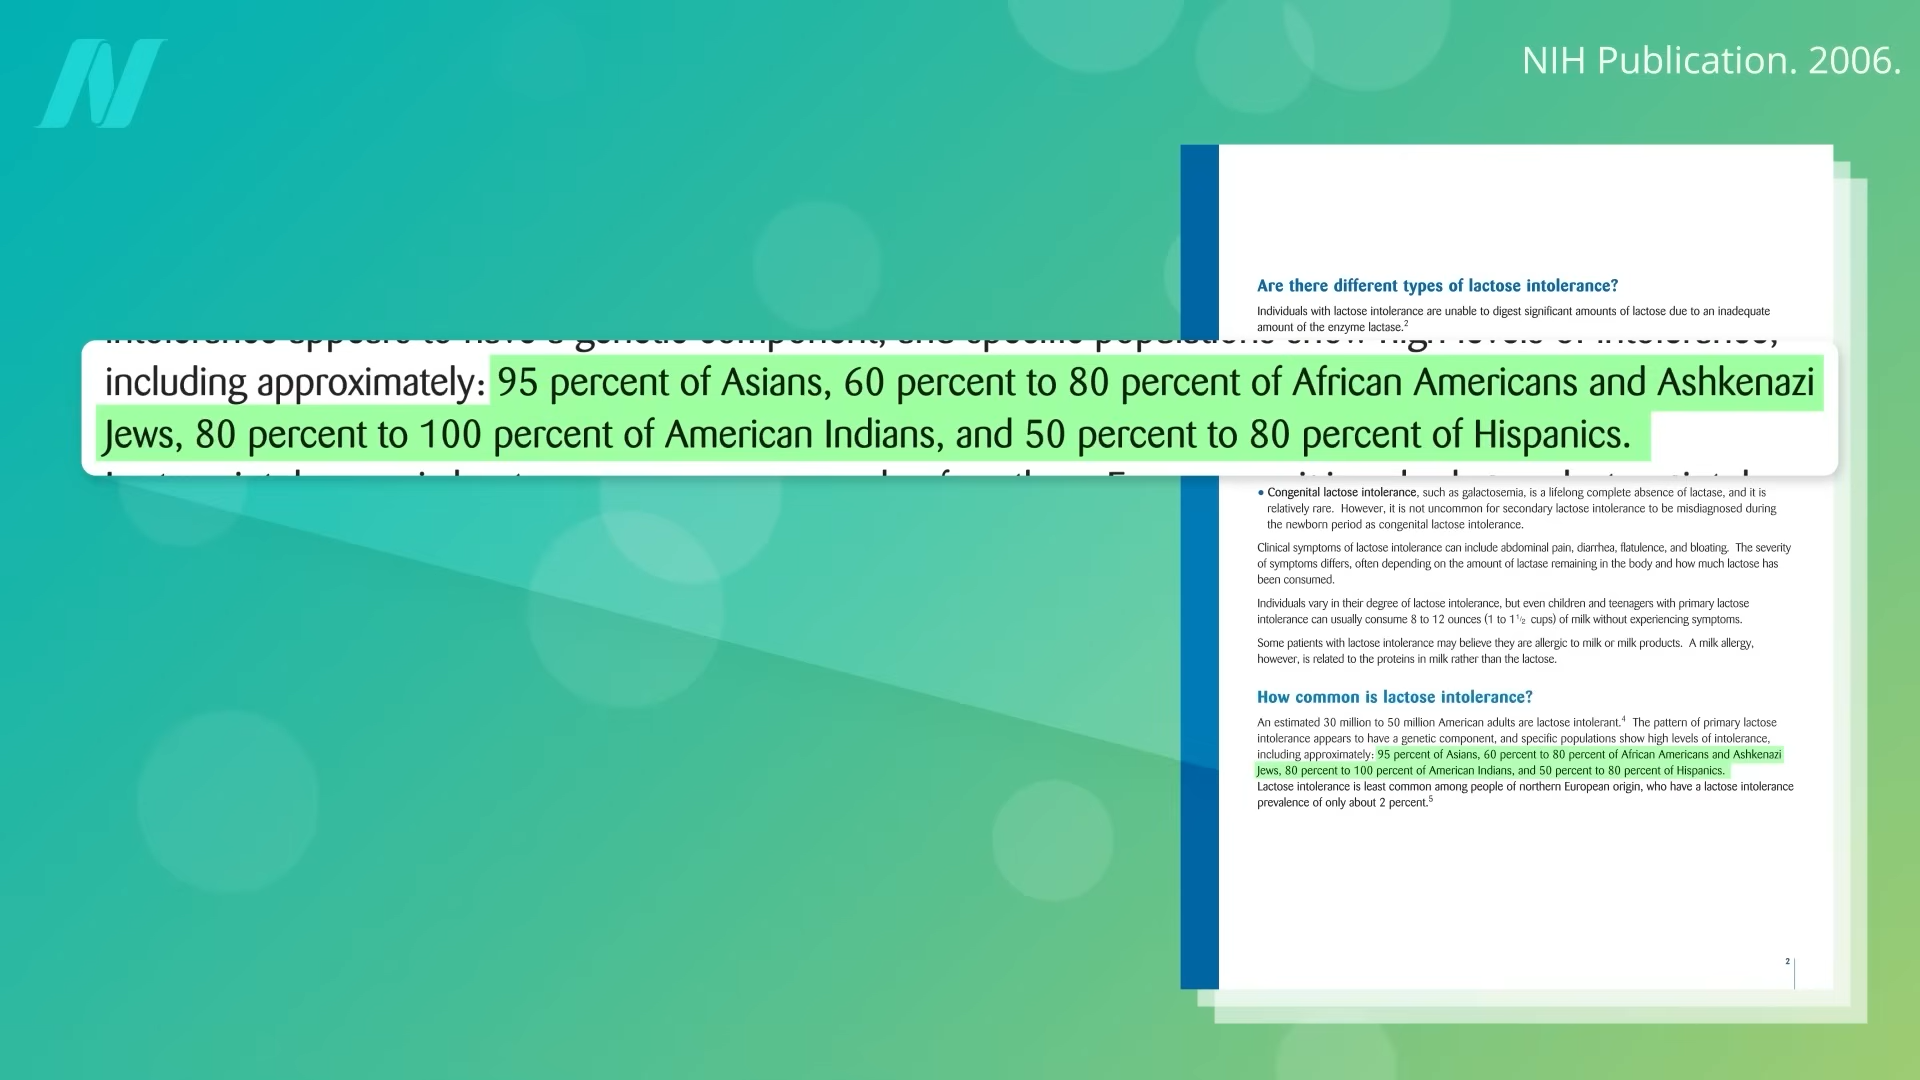 NIH Publication. 2006.
Are there different types of lactose intolerance?
Individuals with lactose intolerance are unable to digest significant amounts of lactose due to an inadequate
amount of the enzyme lactase.2
including approximately: 95 percent of Asians, 60 percent to 80 percent of African Americans and Ashkenazi
Jews, 80 percent to 100 percent of American Indians, and 50 percent to 80 percent of Hispanics.
• Congenital lactose intolerance, such as galactosemia, is a lifelong complete absence of lactase, and it is
relatively rare. However, it is not uncommon for secondary lactose intolerance to be misdiagnosed during
the newborn period as congenital lactose intolerance.
Clinical symptoms of lactose intolerance can include abdominal pain, diarrhea, flatulence, and bloating. The severity
of symptoms differs, often depending on the amount of lactase remaining in the body and how much lactose has
been consumed.
Individuals vary in their degree of lactose intolerance, but even children and teenagers with primary lactose
intolerance can usually consume 8 to 12 ounces (1 to 1 1/2 cups) of milk without experiencing symptoms.
Some patients with lactose intolerance may believe they are allergic to milk or milk products. A milk allergy,
however, is related to the proteins in milk rather than the lactose.
How common is lactose intolerance?
An estimated 30 million to 50 million American adults are lactose intolerant.4 The pattern of primary lactose
intolerance appears to have a genetic component, and specific populations show high levels of intolerance,
including approximately: 95 percent of Asians, 60 percent to 80 percent of African Americans and Ashkenazi
Jews, 80 percent to 100 percent of American Indians, and 50 percent to 80 percent of Hispanics.
Lactose intolerance is least common among people of northern European origin, who have a lactose intolerance
prevalence of only about 2 percent.5
2